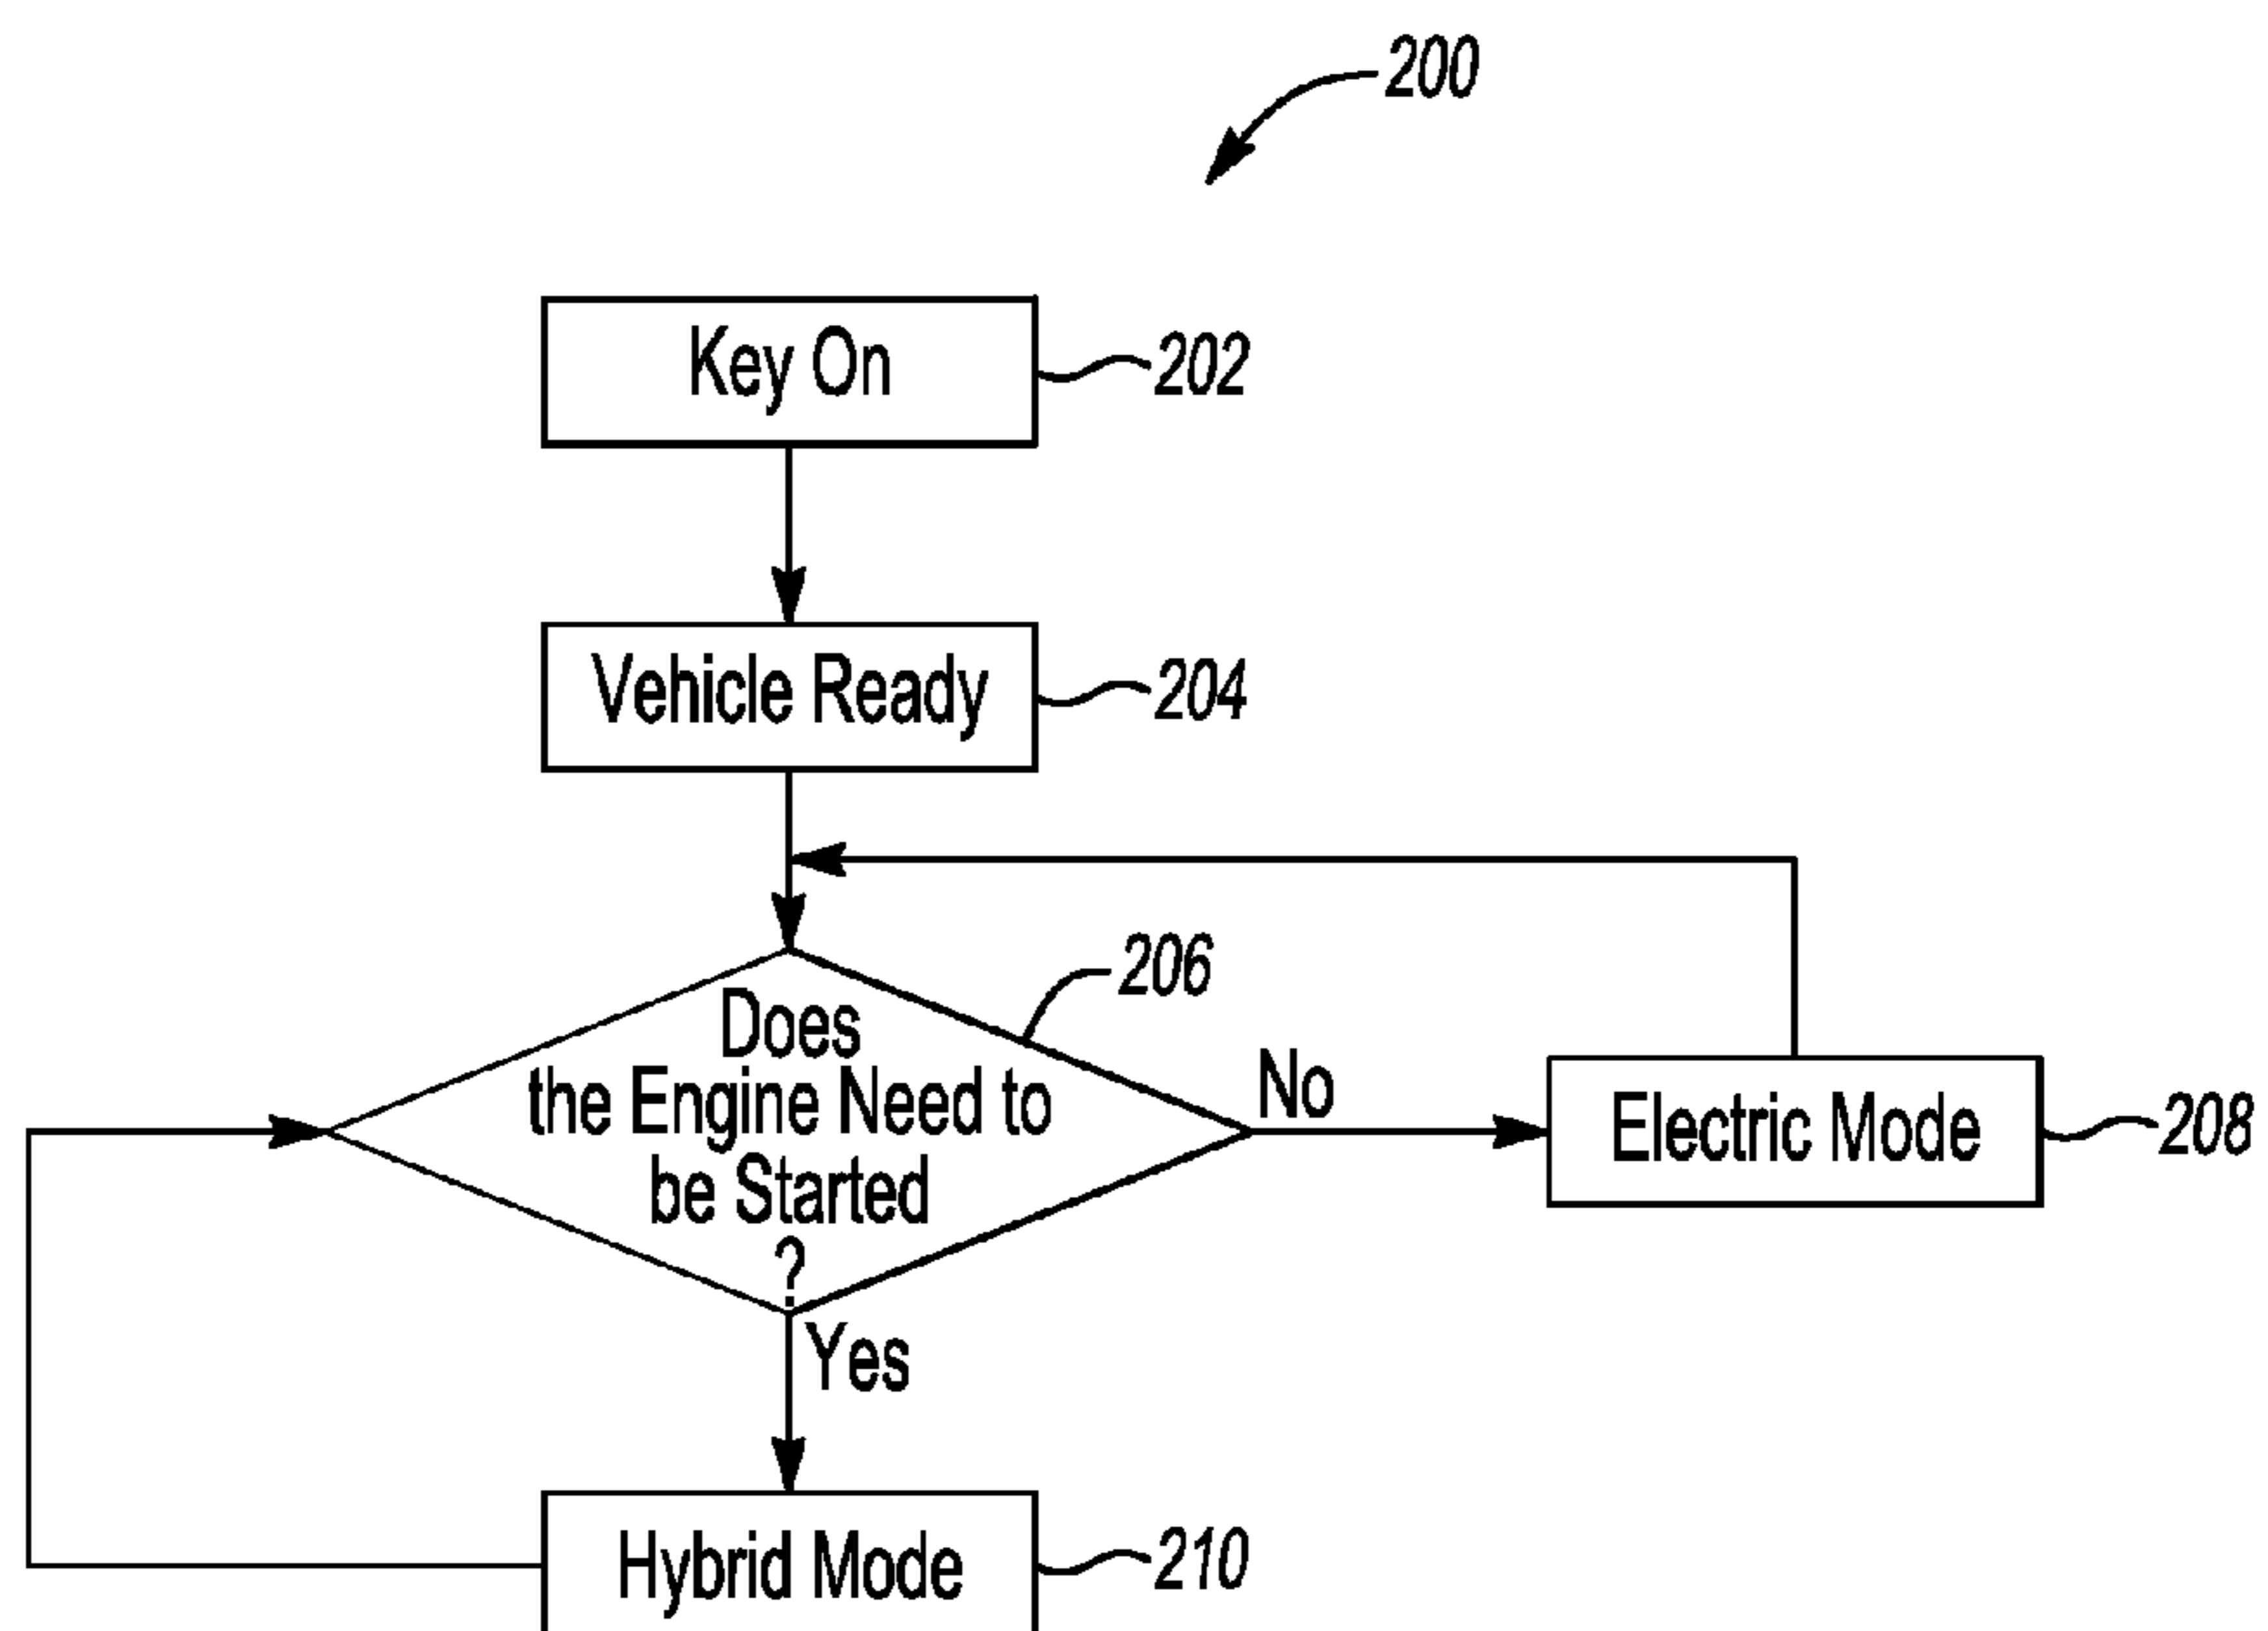 200
Key On
202
Vehicle Ready
204
206
Does
the Engine Need to
be Started
?
No
Electric Mode
208
Yes
Hybrid Mode
210